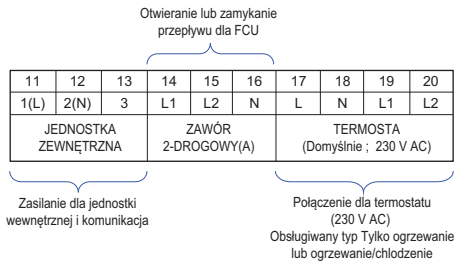 Otwieranie lub zamykanie
przepływu dla FCU
11 12 13 14 15 16 17 18 19 20
1(L) 2(N) 3 L1 L2 N L N L1 L2
JEDNOSTKA
ZEWNĘTRZNA
ZAWÓR
2-DROGOWY(A)
TERMOSTA
(Domyślnie ; 230 V AC)
Zasilanie dla jednostki
wewnętrznej i komunikacja
Połączenie dla termostatu
(230 V AC)
Obsługiwany typ Tylko ogrzewanie
lub ogrzewanie/chlodzenie